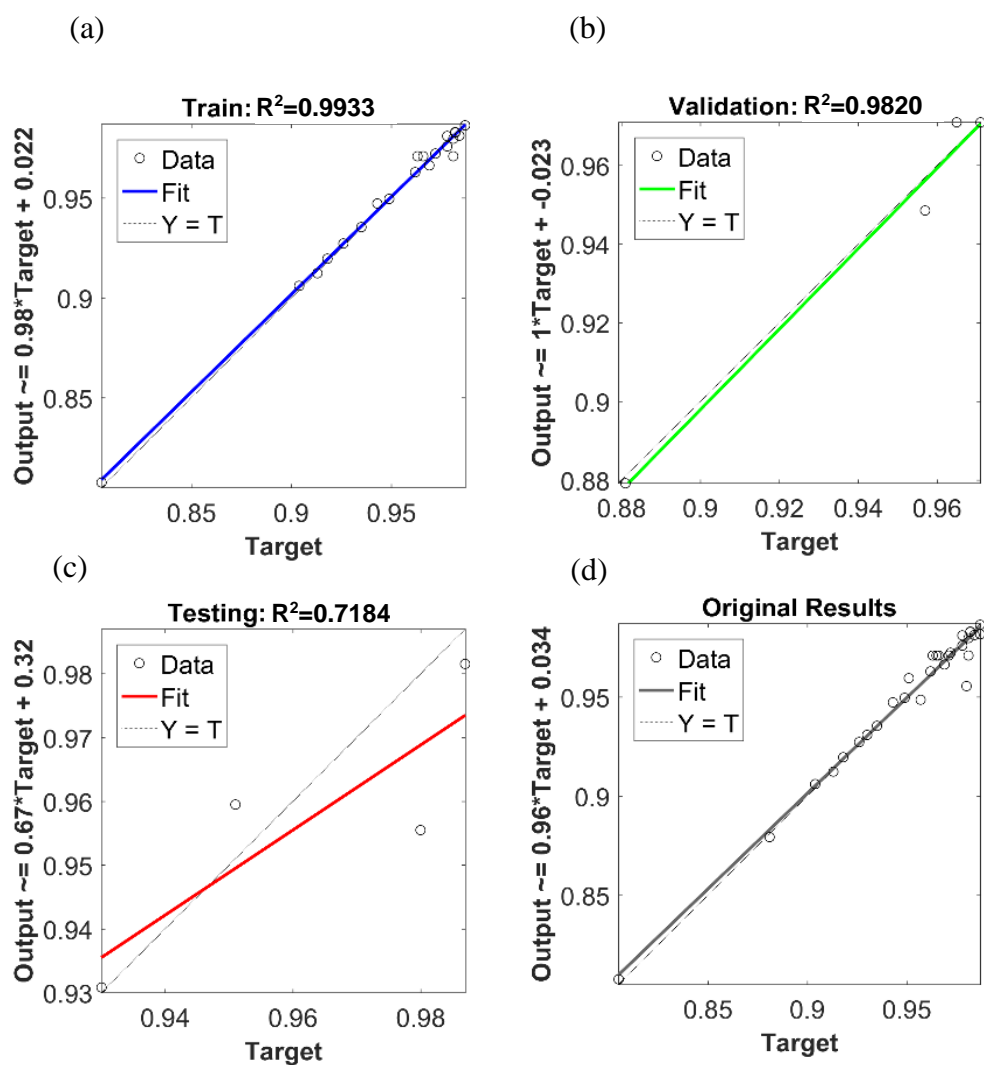 (a)
Train: R²=0.9933
Output ~= 0.98*Target + 0.022
Data
Fit
Y = T
0.95
0.9
0.85
0.85
0.9
0.95
Target
(b)
Validation: R²=0.9820
Output ~= 1*Target + -0.023
Data
Fit
Y = T
0.96
0.94
0.92
0.9
0.88
0.88
0.9
0.92
0.94
0.96
Target
(c)
Testing: R²=0.7184
Output ~= 0.67*Target + 0.32
Data
Fit
Y = T
0.98
0.97
0.96
0.95
0.94
0.93
0.94
0.96
0.98
Target
(d)
Original Results
Output ~= 0.96*Target + 0.034
Data
Fit
Y = T
0.95
0.9
0.85
0.85
0.9
0.95
Target